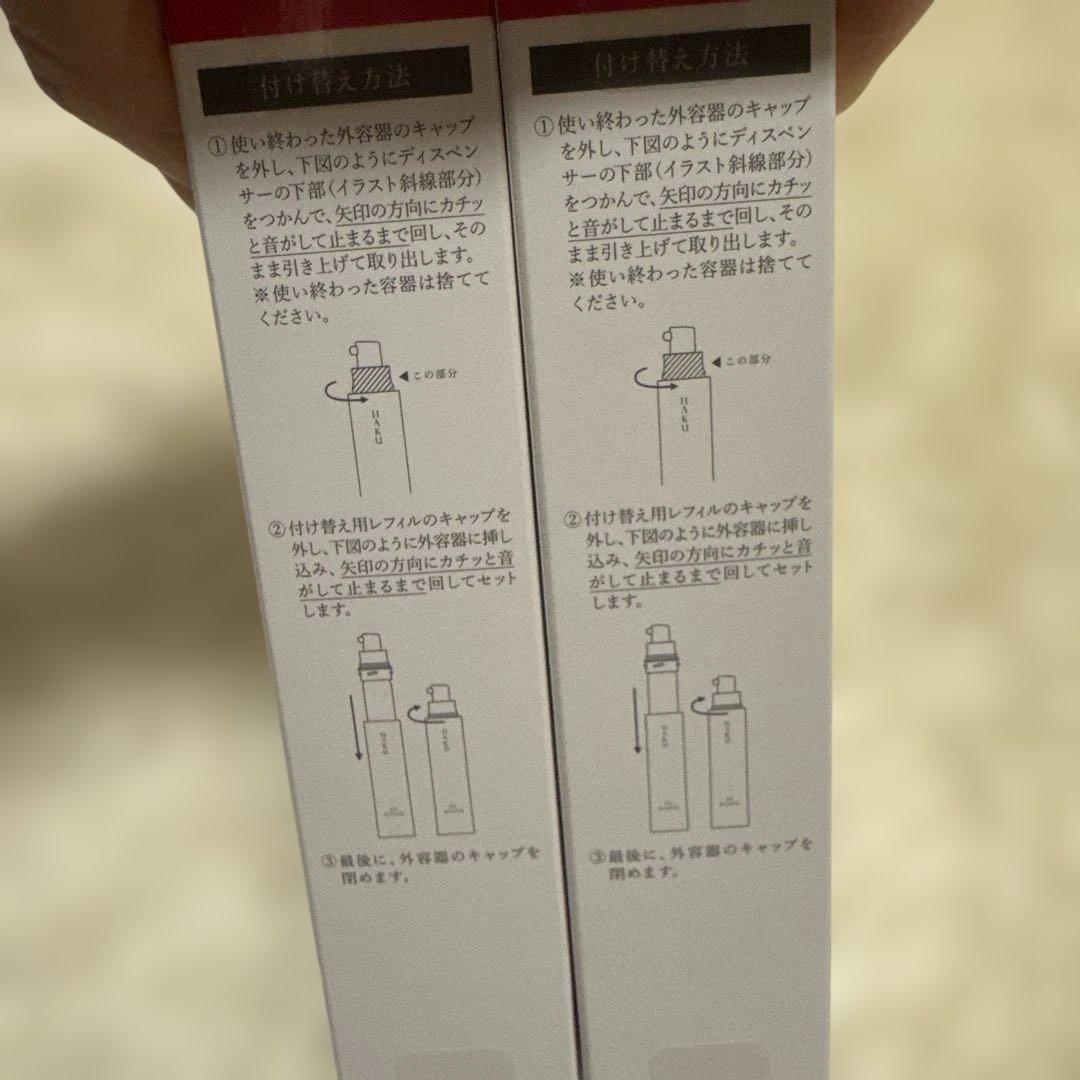 付け替え方法
①使い終わった外容器のキャップ
を外し、下図のようにディスペン
サーの下部(イラスト斜線部分)
をつかんで、矢印の方向にカチッ
と音がして止まるまで回し、その
まま引き上げて取り出します。
※使い終わった容器は捨てて
ください。
この部分
HAKU
②付け替え用レフィルのキャップを
外し、下図のように外容器に挿し
込み、矢印の方向にカチッと音
がして止まるまで回してセット
します。
HAKU
HAKU
③最後に、外容器のキャップを
閉めます。
付け替え方法
①使い終わった外容器のキャップ
を外し、下図のようにディスペン
サーの下部(イラスト斜線部分)
をつかんで、矢印の方向にカチッ
と音がして止まるまで回し、その
まま引き上げて取り出します。
※使い終わった容器は捨てて
ください。
この部分
HAKU
②付け替え用レフィルのキャップを
外し、下図のように外容器に挿し
込み、矢印の方向にカチッと音
がして止まるまで回してセット
します。
HAKU
HAKU
③最後に、外容器のキャップを
閉めます。